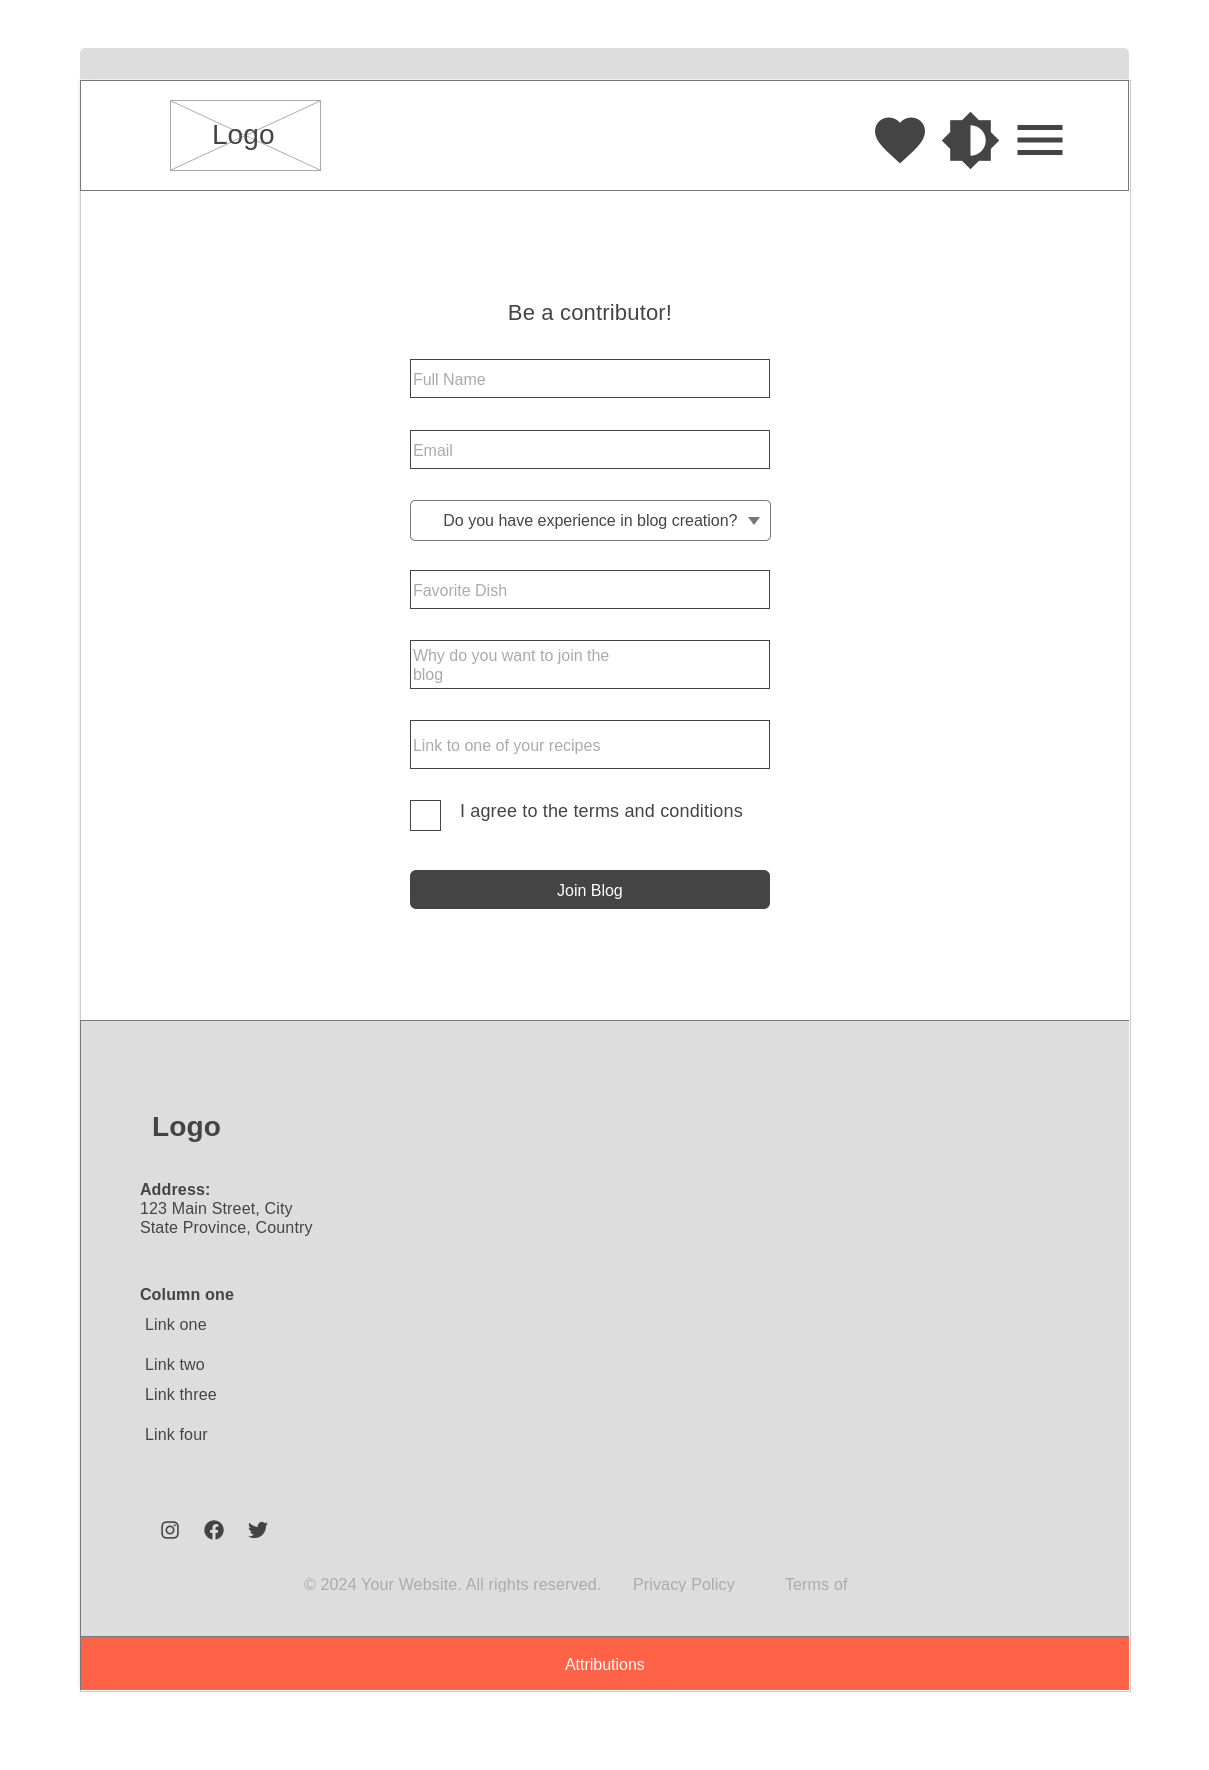 Logo
Be a contributor!
Full Name
Email
Do you have experience in blog creation?
Favorite Dish
Why do you want to join the
blog
Link to one of your recipes
I agree to the terms and conditions
Join Blog
Logo
Address:
123 Main Street, City
State Province, Country
Column one
Link one
Link two
Link three
Link four
© 2024 Your Website. All rights reserved. Privacy Policy Terms of
Attributions